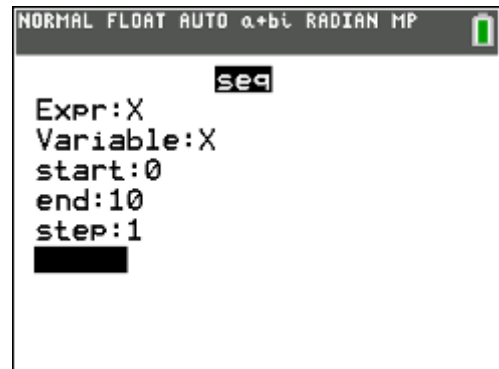 NORMAL FLOAT AUTO a+bi RADIAN MP
seq
Expr:X
Variable:X
start:0
end:10
step:1